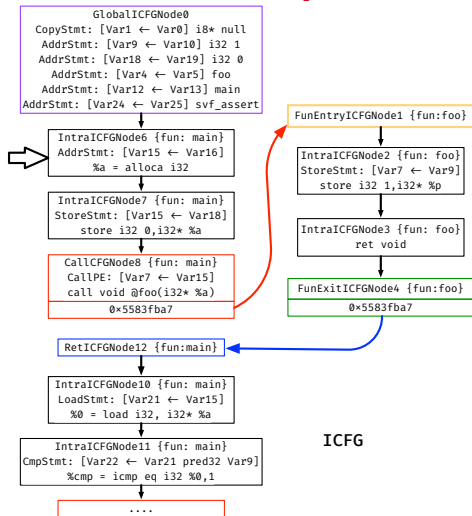 GlobalICFGNode0
CopyStmt: [Var1 ← Var0] i8* null
AddrStmt: [Var9 ← Var10] i32 1
AddrStmt: [Var18 ← Var19] i32 0
AddrStmt: [Var4 ← Var5] foo
AddrStmt: [Var12 ← Var13] main
AddrStmt: [Var24 ← Var25] svf_assert
IntraICFGNode6 {fun: main}
AddrStmt: [Var15 ← Var16]
%a = alloca i32
IntraICFGNode7 {fun: main}
StoreStmt: [Var15 ← Var18]
store i32 0,i32* %a
CallCFGNode8 {fun: main}
CallPE: [Var7 ← Var15]
call void @foo(i32* %a)
0×5583fba7
FunEntryICFGNode1 {fun:foo}
IntraICFGNode2 {fun: foo}
StoreStmt: [Var7 ← Var9]
store i32 1,i32* %p
IntraICFGNode3 {fun: foo}
ret void
FunExitICFGNode4 {fun:foo}
0×5583fba7
RetICFGNode12 {fun:main}
IntraICFGNode10 {fun: main}
LoadStmt: [Var21 ← Var15]
%0 = load i32, i32* %a
IntraICFGNode11 {fun: main}
CmpStmt: [Var22 ← Var21 pred32 Var9]
%cmp = icmp eq i32 %0,1
....
ICFG